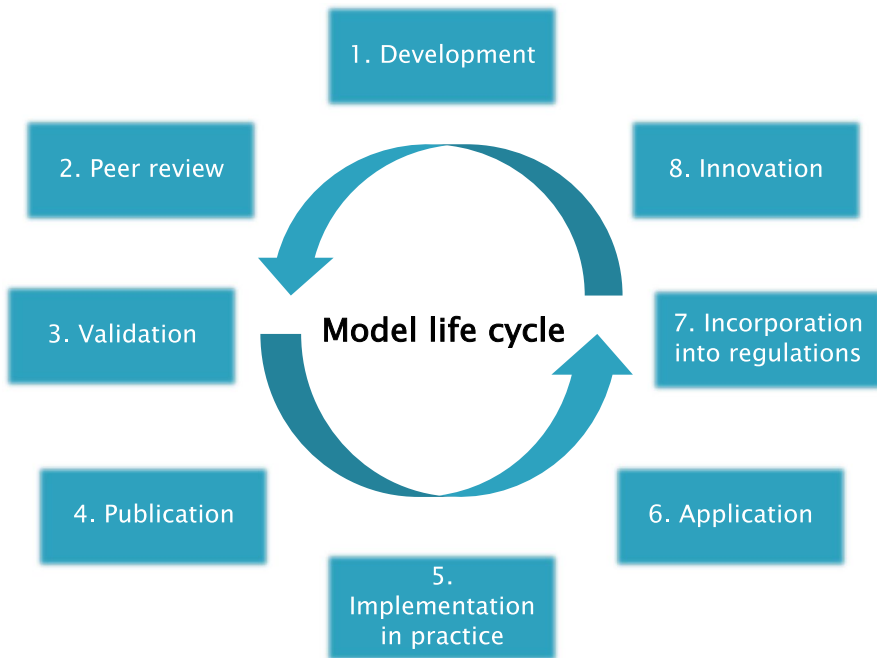 1. Development
2. Peer review
3. Validation
4. Publication
5.
Implementation
in practice
6. Application
7. Incorporation
into regulations
8. Innovation
Model life cycle